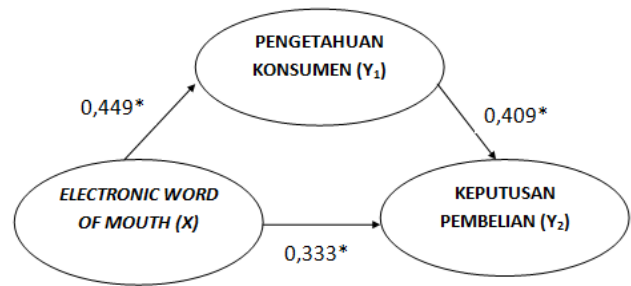 PENGETAHUAN
KONSUMEN (Y₁)
0,449*
0,409*
ELECTRONIC WORD
OF MOUTH (X)
KEPUTUSAN
PEMBELIAN (Y₂)
0,333*